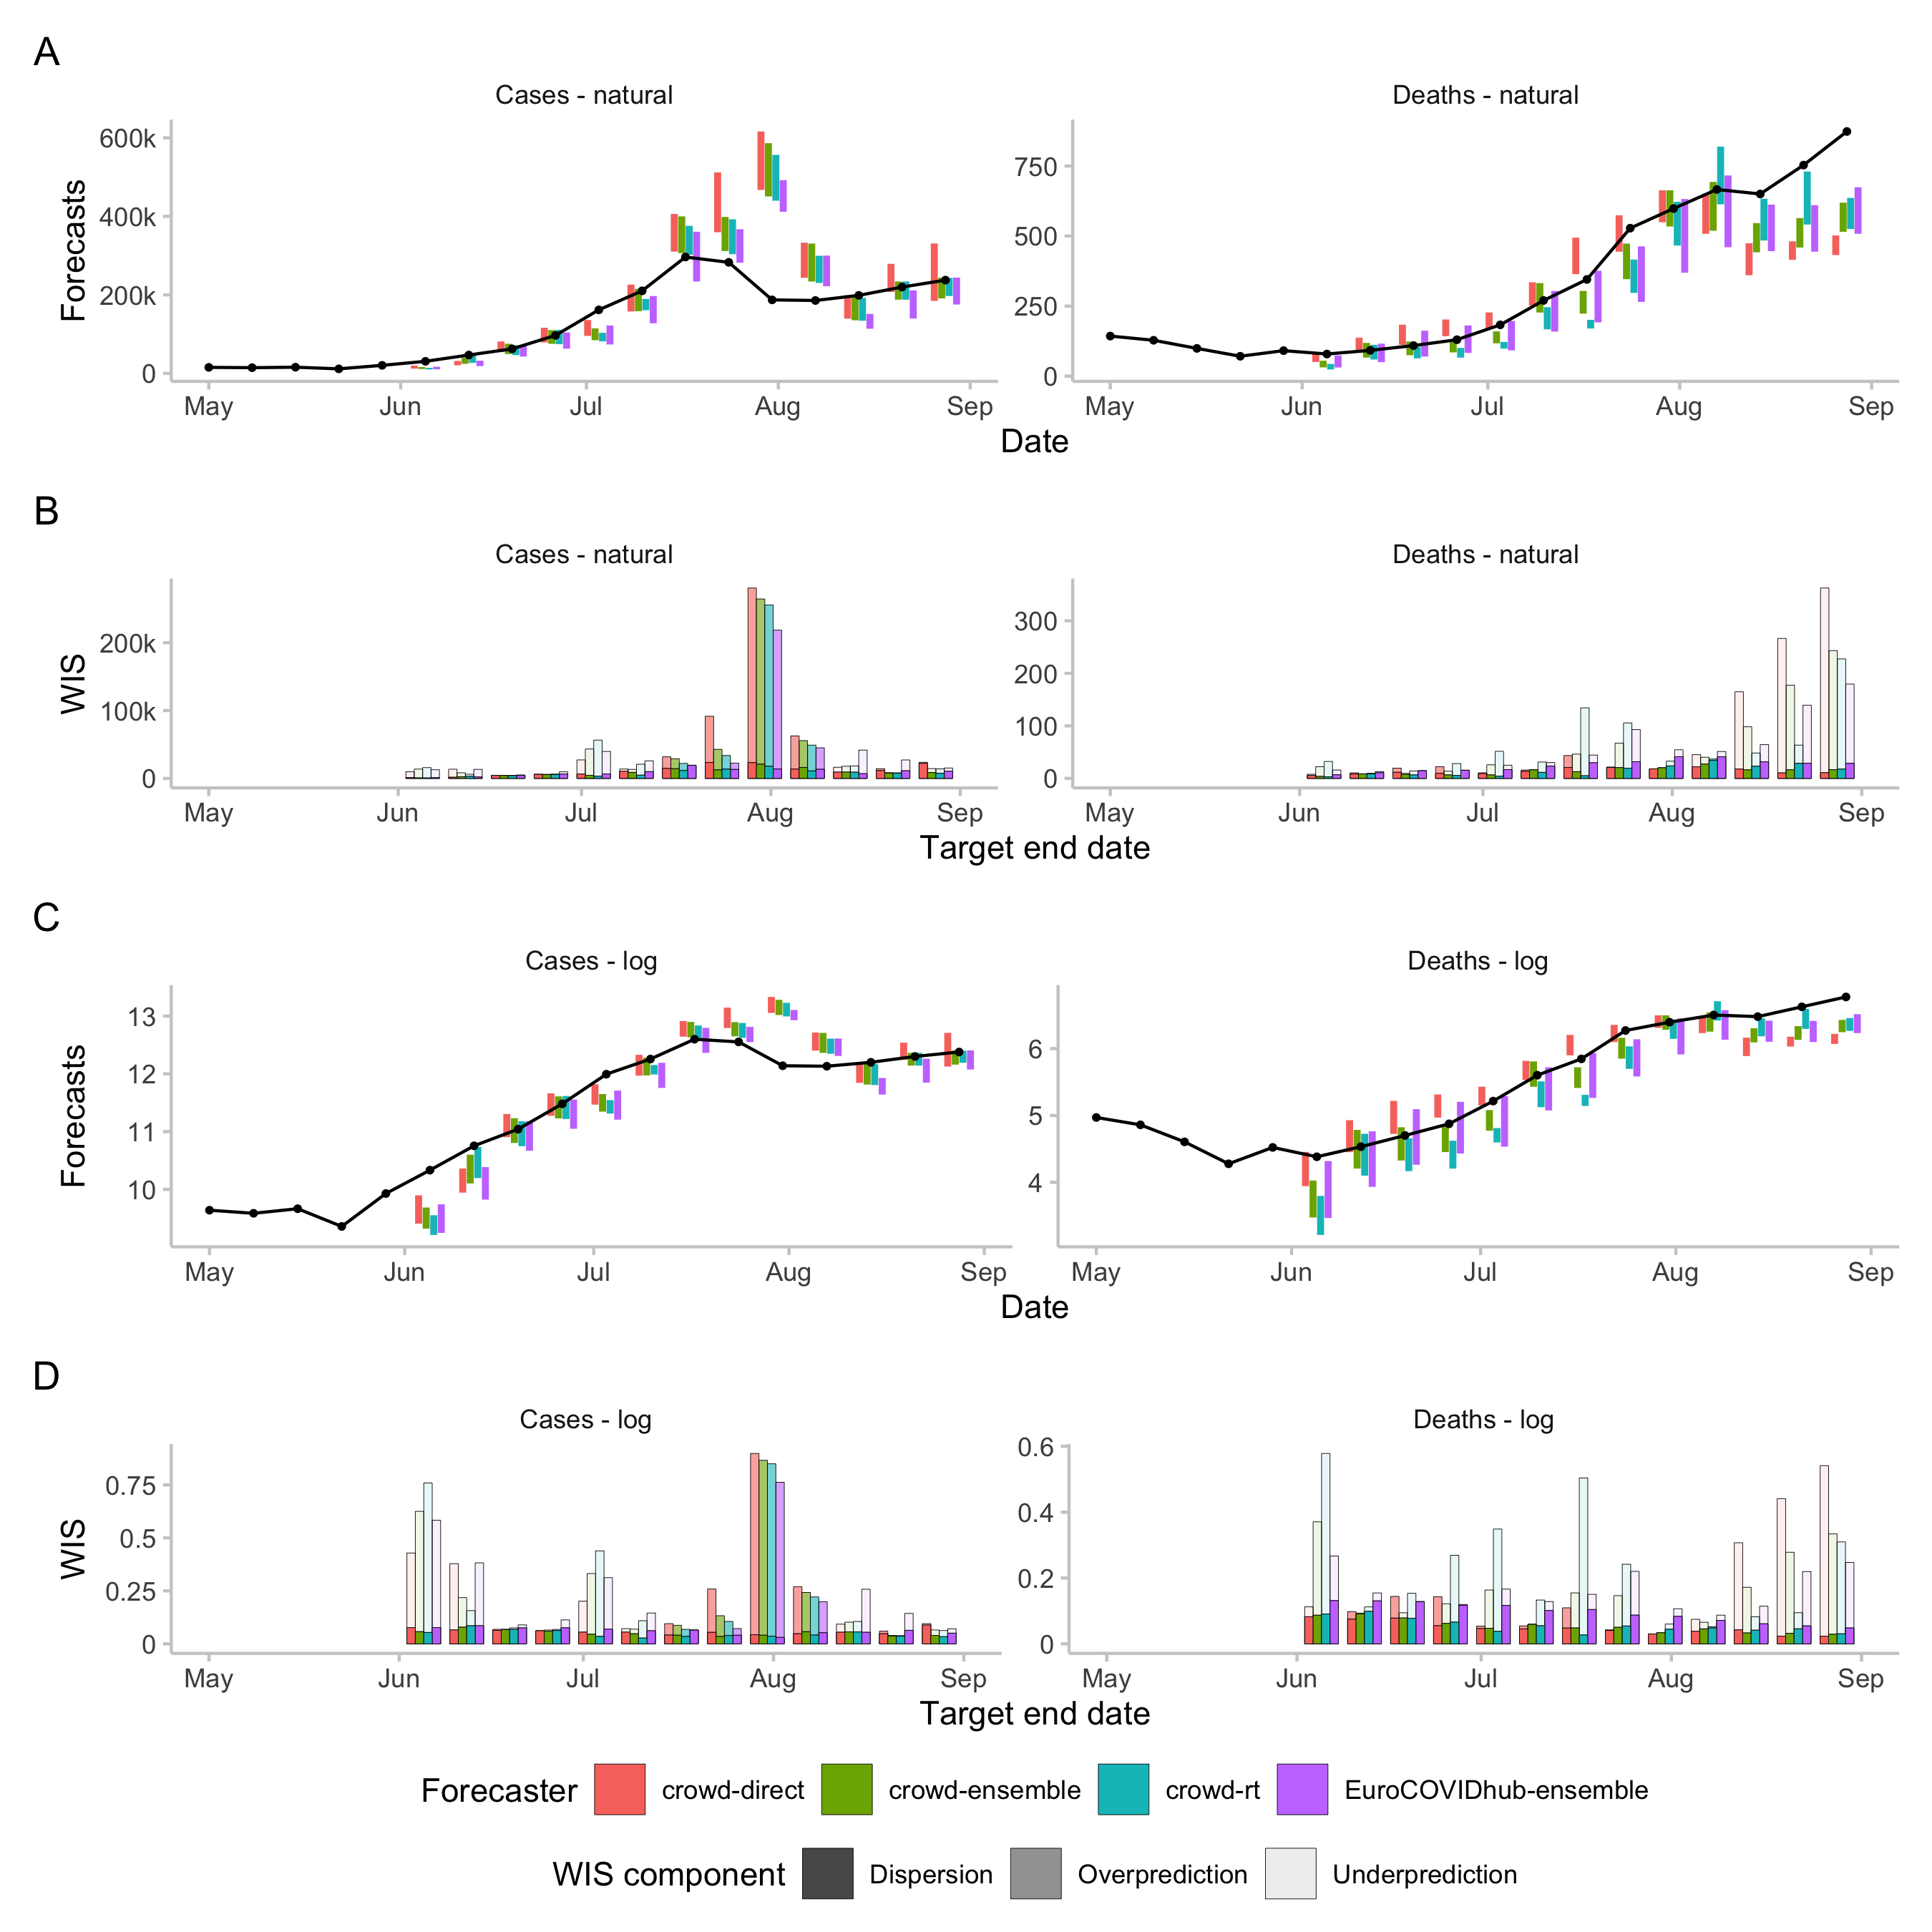 A
Cases - natural
Deaths - natural
Forecasts
600k
400k
200k
0
750
500
250
0
May Jun Jul Aug Sep
May Jun Jul Aug Sep
Date
B
Cases - natural
Deaths - natural
WIS
200k
100k
0
300
200
100
0
May Jun Jul Aug Sep
May Jun Jul Aug Sep
Target end date
C
Cases - log
Deaths - log
Forecasts
13
12
11
10
6
5
4
May Jun Jul Aug Sep
May Jun Jul Aug Sep
Date
D
Cases - log
Deaths - log
WIS
0.75
0.5
0.25
0
0.6
0.4
0.2
0
May Jun Jul Aug Sep
May Jun Jul Aug Sep
Target end date
Forecaster crowd-direct crowd-ensemble crowd-rt EuroCOVIDhub-ensemble
WIS component Dispersion Overprediction Underprediction